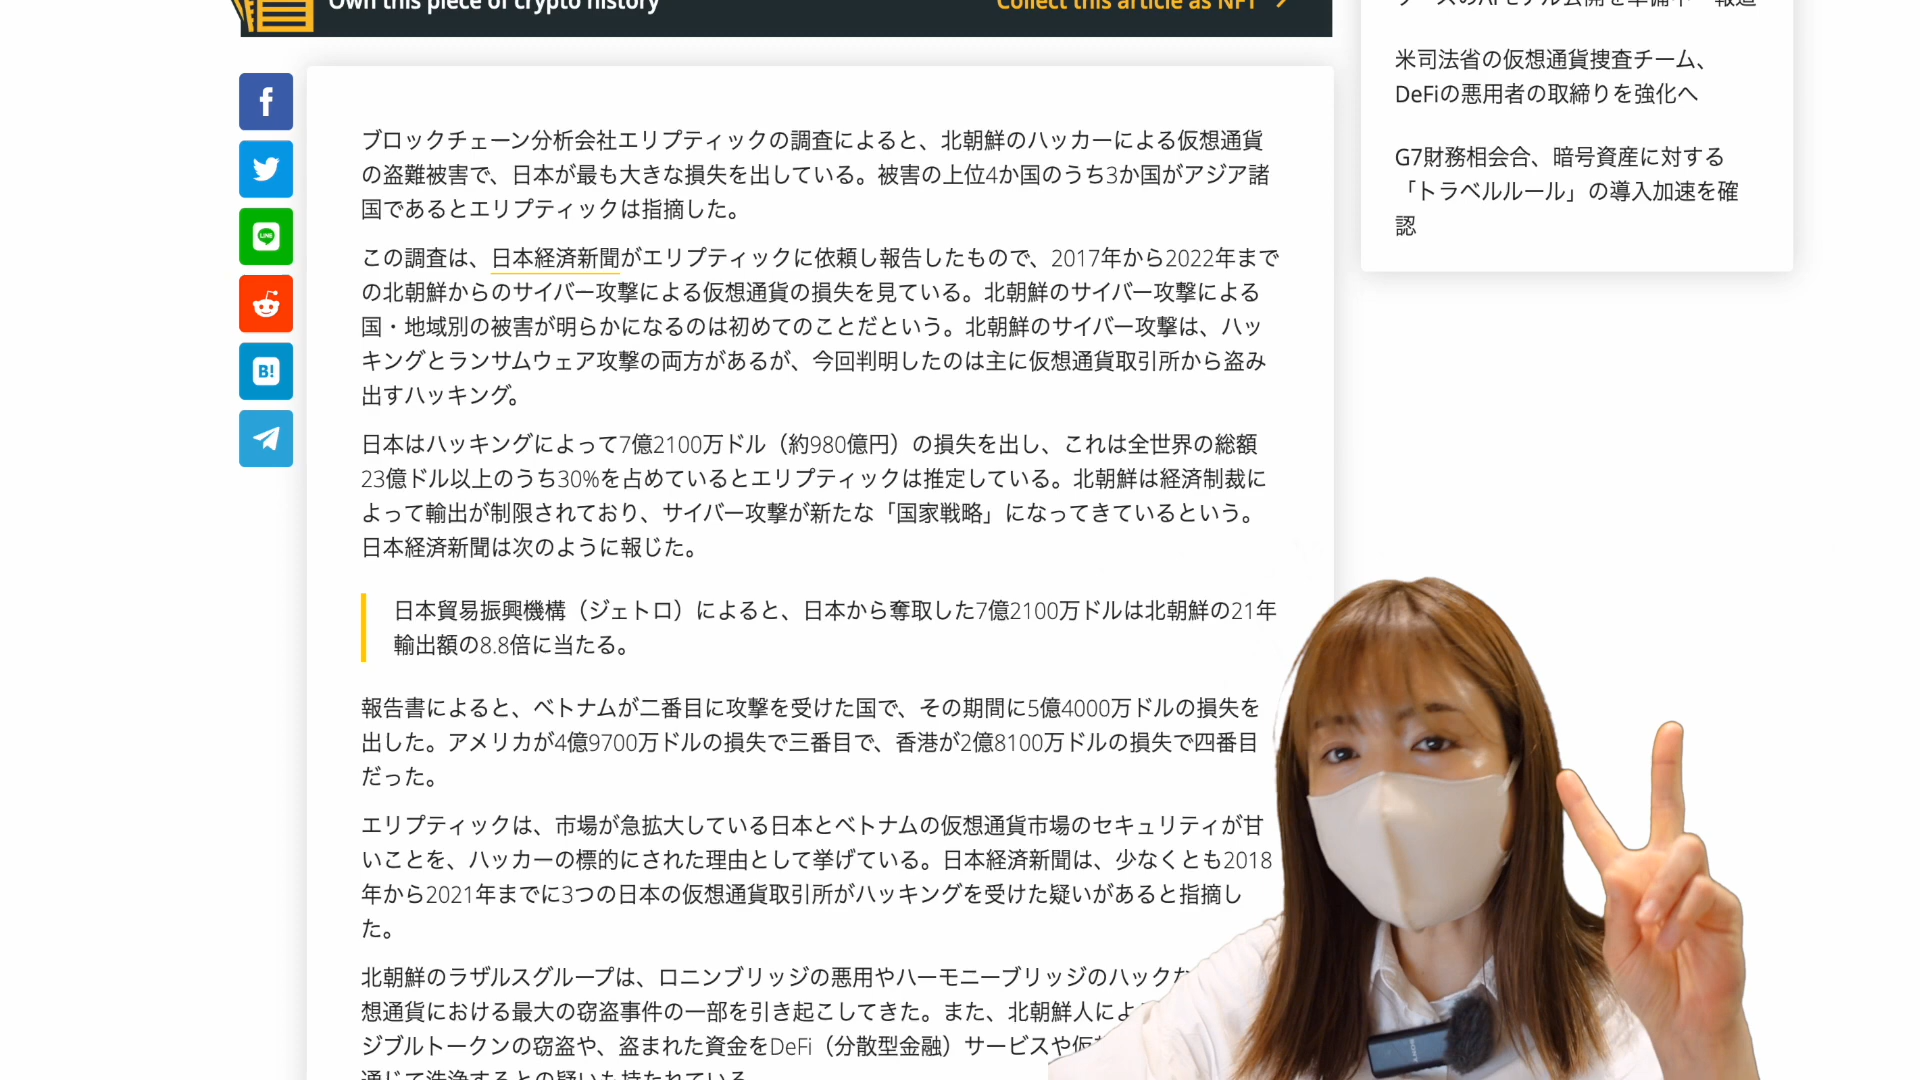 Own this piece of crypto history
Collect this article as NFT
ブロックチェーン分析会社エリプティックの調査によると、北朝鮮のハッカーによる仮想通貨
の盗難被害で、日本が最も大きな損失を出している。被害の上位4か国のうち3か国がアジア諸
国であるとエリプティックは指摘した。
この調査は、日本経済新聞がエリプティックに依頼し報告したもので、2017年から2022年まで
の北朝鮮からのサイバー攻撃による仮想通貨の損失を見ている。北朝鮮のサイバー攻撃による
国・地域別の被害が明らかになるのは初めてのことだという。北朝鮮のサイバー攻撃は、ハッ
キングとランサムウェア攻撃の両方があるが、今回判明したのは主に仮想通貨取引所から盗み
出すハッキング。
日本はハッキングによって7億2100万ドル（約980億円）の損失を出し、これは全世界の総額
23億ドル以上のうち30%を占めているとエリプティックは推定している。北朝鮮は経済制裁に
よって輸出が制限されており、サイバー攻撃が新たな「国家戦略」になってきているという。
日本経済新聞は次のように報じた。
日本貿易振興機構（ジェトロ）によると、日本から奪取した7億2100万ドルは北朝鮮の21年
輸出額の8.8倍に当たる。
報告書によると、ベトナムが二番目に攻撃を受けた国で、その期間に5億4000万ドルの損失を
出した。アメリカが4億9700万ドルの損失で三番目で、香港が2億8100万ドルの損失で四番目
だった。
エリプティックは、市場が急拡大している日本とベトナムの仮想通貨市場のセキュリティが甘
いことを、ハッカーの標的にされた理由として挙げている。日本経済新聞は、少なくとも2018
年から2021年までに3つの日本の仮想通貨取引所がハッキングを受けた疑いがあると指摘し
た。
北朝鮮のラザルスグループは、ロニンブリッジの悪用やハーモニーブリッジのハック
想通貨における最大の窃盗事件の一部を引き起こしてきた。また、北朝鮮人によ
ジブルトークンの窃盗や、盗まれた資金をDeFi（分散型金融）サービスや
通じて洗浄するとの疑いも持たれている
米司法省の仮想通貨捜査チーム、
DeFiの悪用者の取締りを強化へ
G7財務相会合、暗号資産に対する
「トラベルルール」の導入加速を確
認
LINE
B!